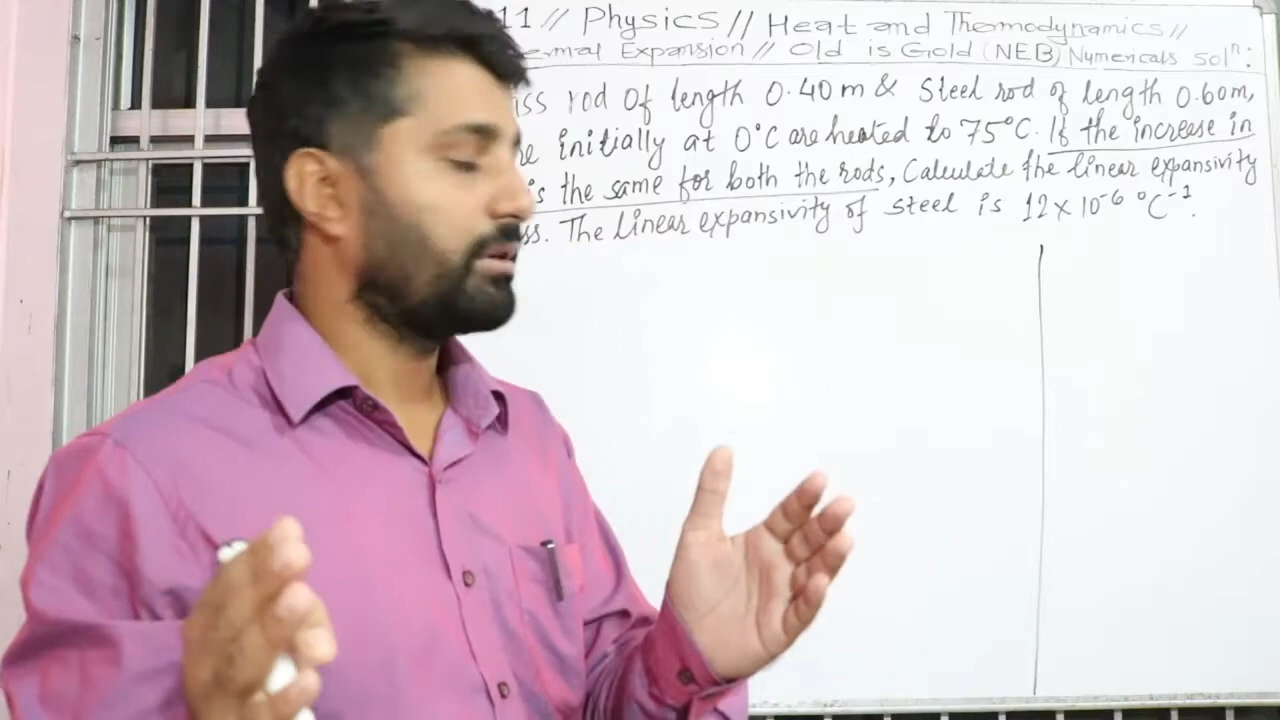 11 // Physics // Heat and Thermodynamics //
Expansion // Old is Gold (NEB) Numericals Solⁿ:
rod of length 0.40 m & Steel rod of length 0.60m,
initially at 0°C are heated to 75°C. If the increase in
is the same for both the rods, Calculate the linear expansivity
The linear expansivity of steel is 12 x 10⁻⁶ °C⁻¹.